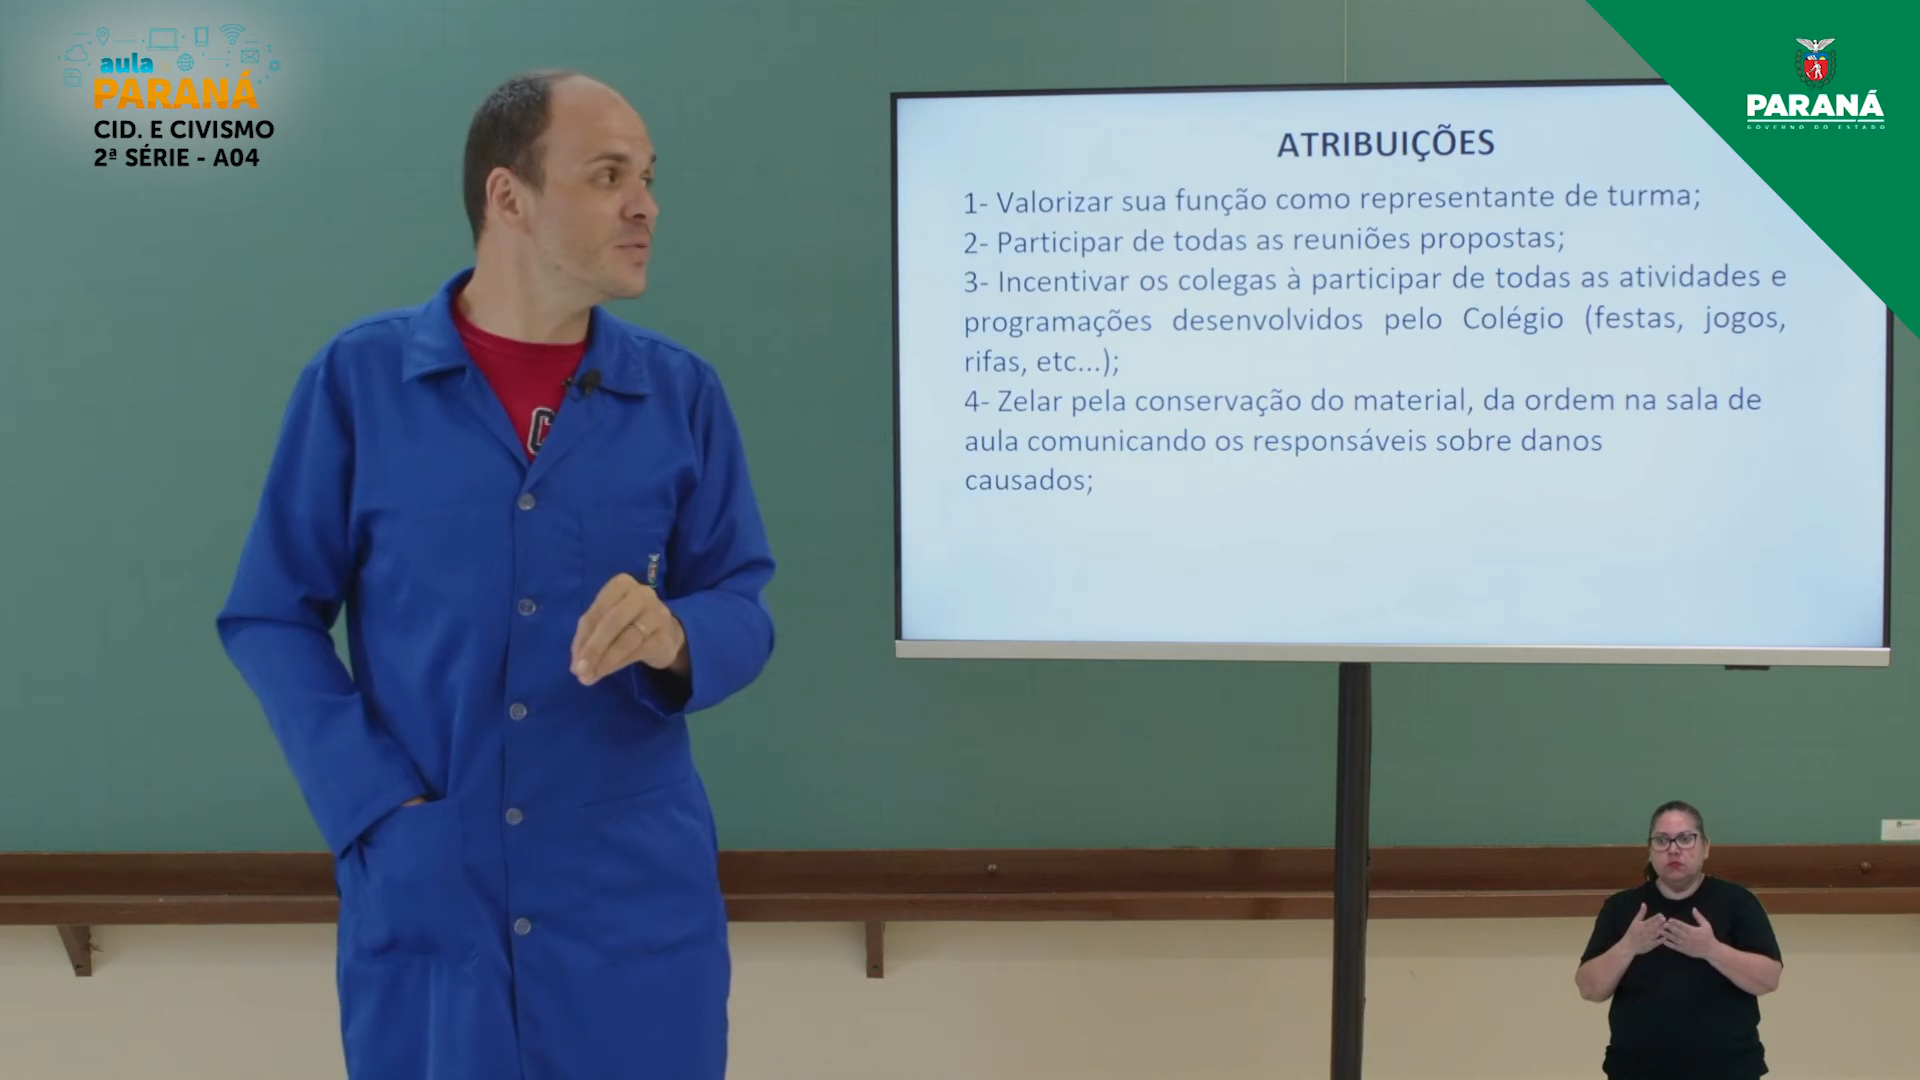 aula
PARANÁ
CID. E CIVISMO
2ª SÉRIE - A04
PARANÁ
GOVERNO DO ESTADO
ATRIBUIÇÕES
1- Valorizar sua função como representante de turma;
2- Participar de todas as reuniões propostas;
3- Incentivar os colegas à participar de todas as atividades e
programações desenvolvidos pelo Colégio (festas, jogos,
rifas, etc...);
4- Zelar pela conservação do material, da ordem na sala de
aula comunicando os responsáveis sobre danos
causados;